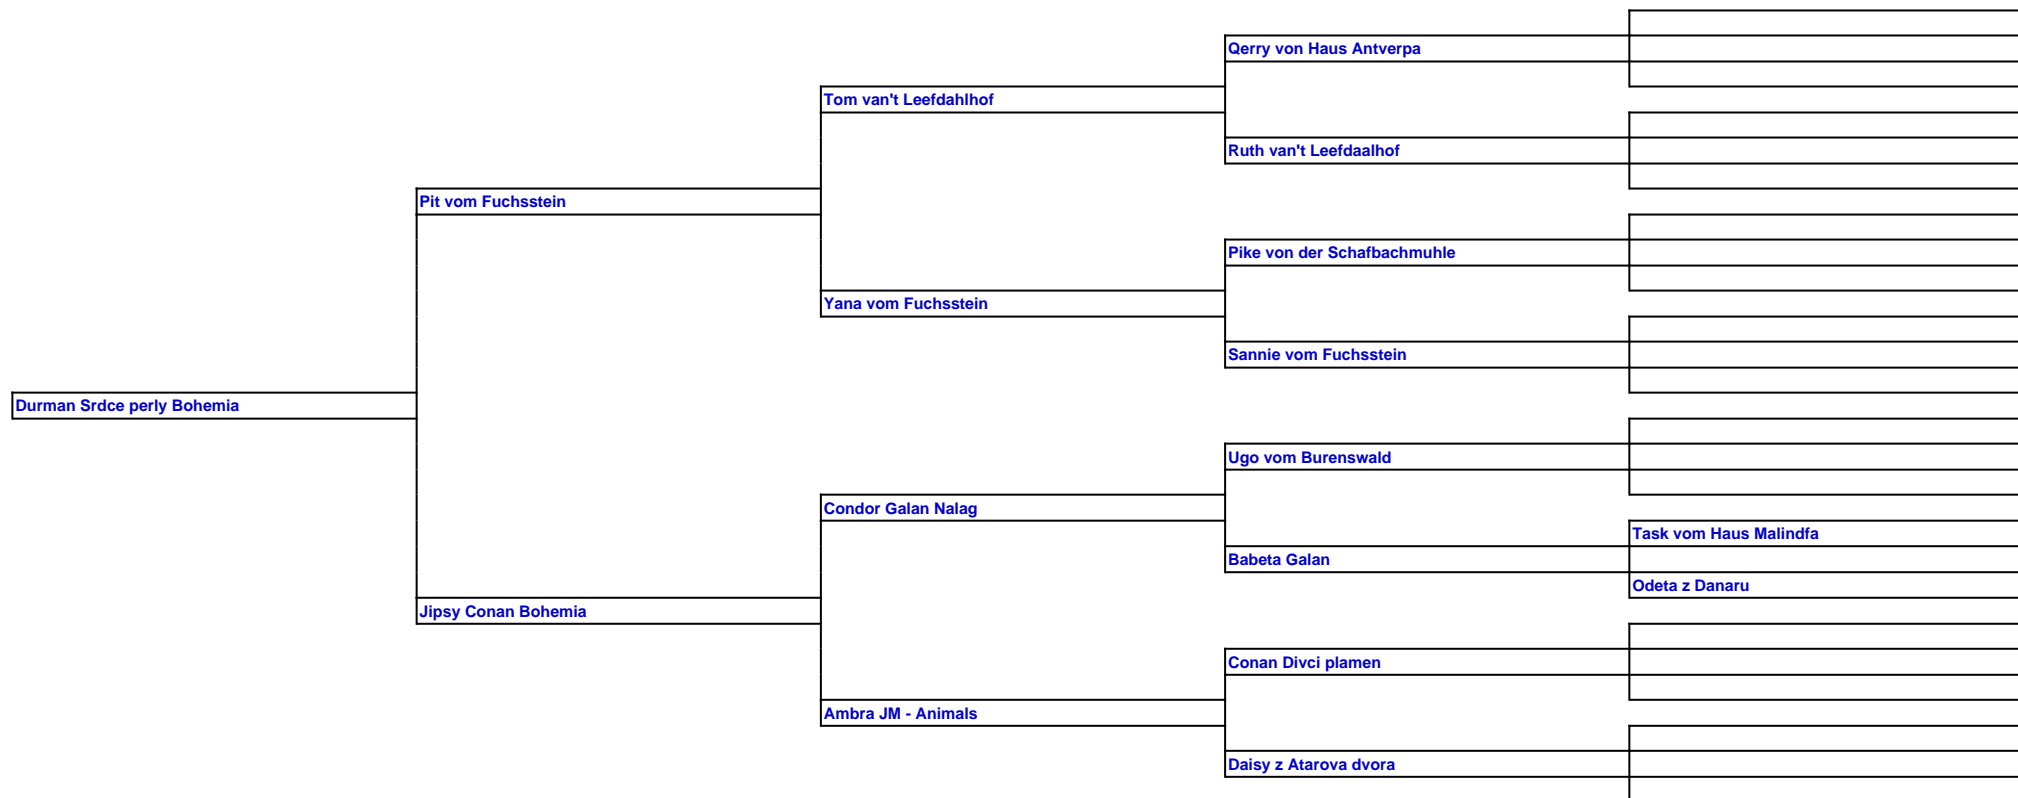 Qerry von Haus Antverpa
Tom van't Leefdahlhof
Ruth van't Leefdaalhof
Pit vom Fuchsstein
Pike von der Schafbachmuhle
Yana vom Fuchsstein
Sannie vom Fuchsstein
Durman Srdce perly Bohemia
Ugo vom Burenswald
Condor Galan Nalag
Task vom Haus Malindfa
Babeta Galan
Odeta z Danaru
Jipsy Conan Bohemia
Conan Divci plamen
Ambra JM - Animals
Daisy z Atarova dvora